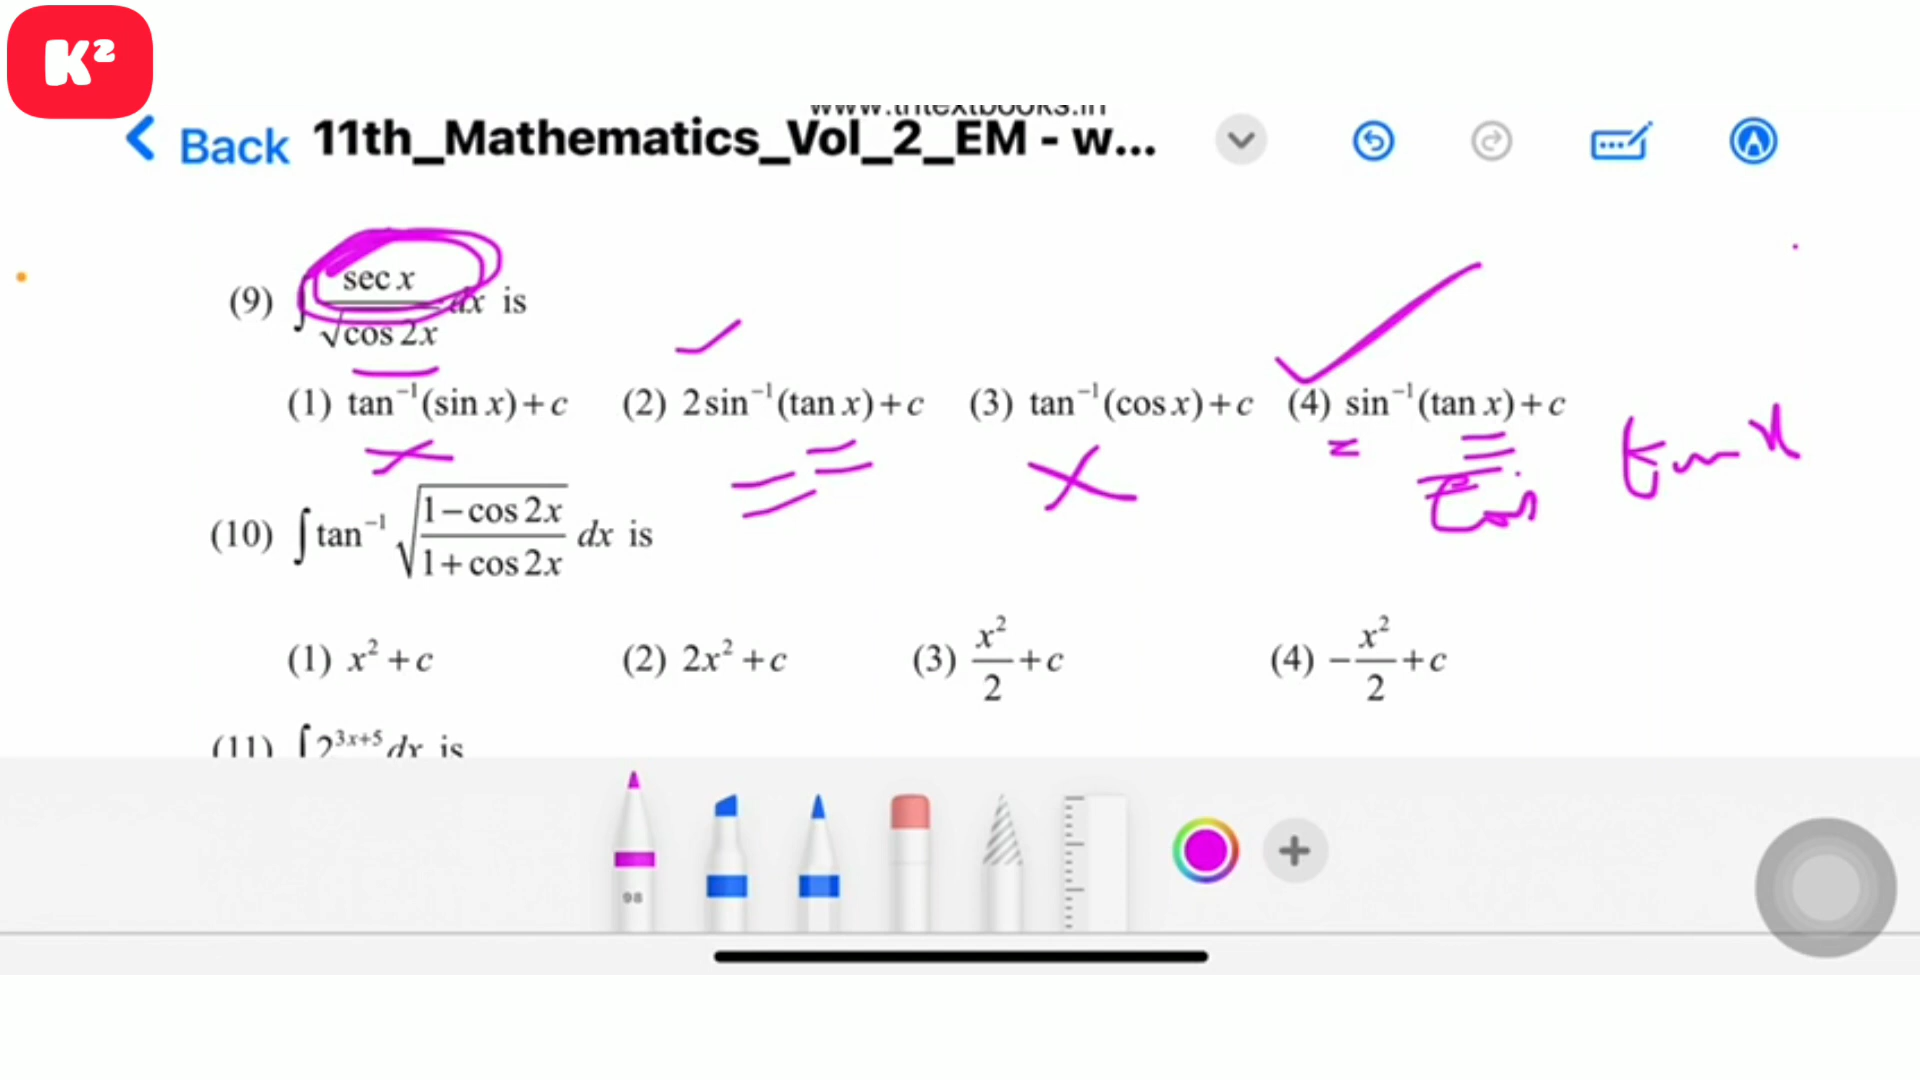 K²
www.tntextbooks.in
Back 11th_Mathematics_Vol_2_EM - w...
(9) ∫ sec x / √cos 2x dx is
(1) tan⁻¹(sin x)+c (2) 2sin⁻¹(tan x)+c (3) tan⁻¹(cos x)+c (4) sin⁻¹(tan x)+c
(10) ∫ tan⁻¹ √((1−cos 2x)/(1+cos 2x)) dx is
(1) x²+c (2) 2x²+c (3) x²/2+c (4) −x²/2+c
(11) ∫ 2³ˣ⁺⁵ dx is
98